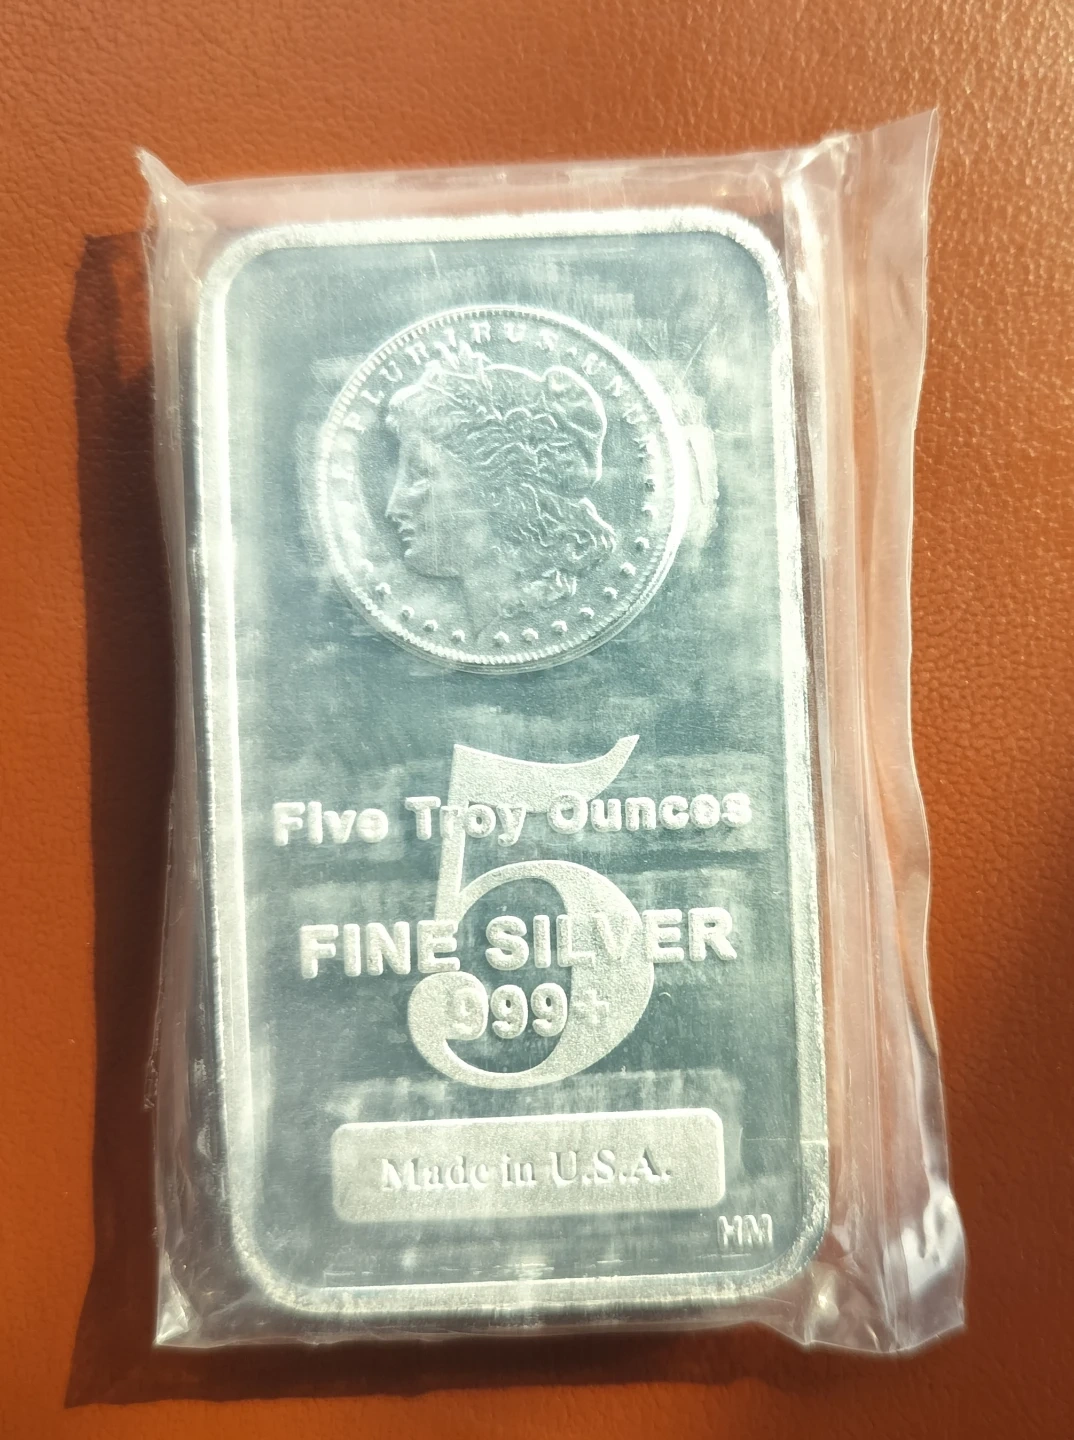 E·PLURIBUS·UNUM
5
Five Troy Ounces
FINE SILVER
999+
Made in U.S.A.
HM